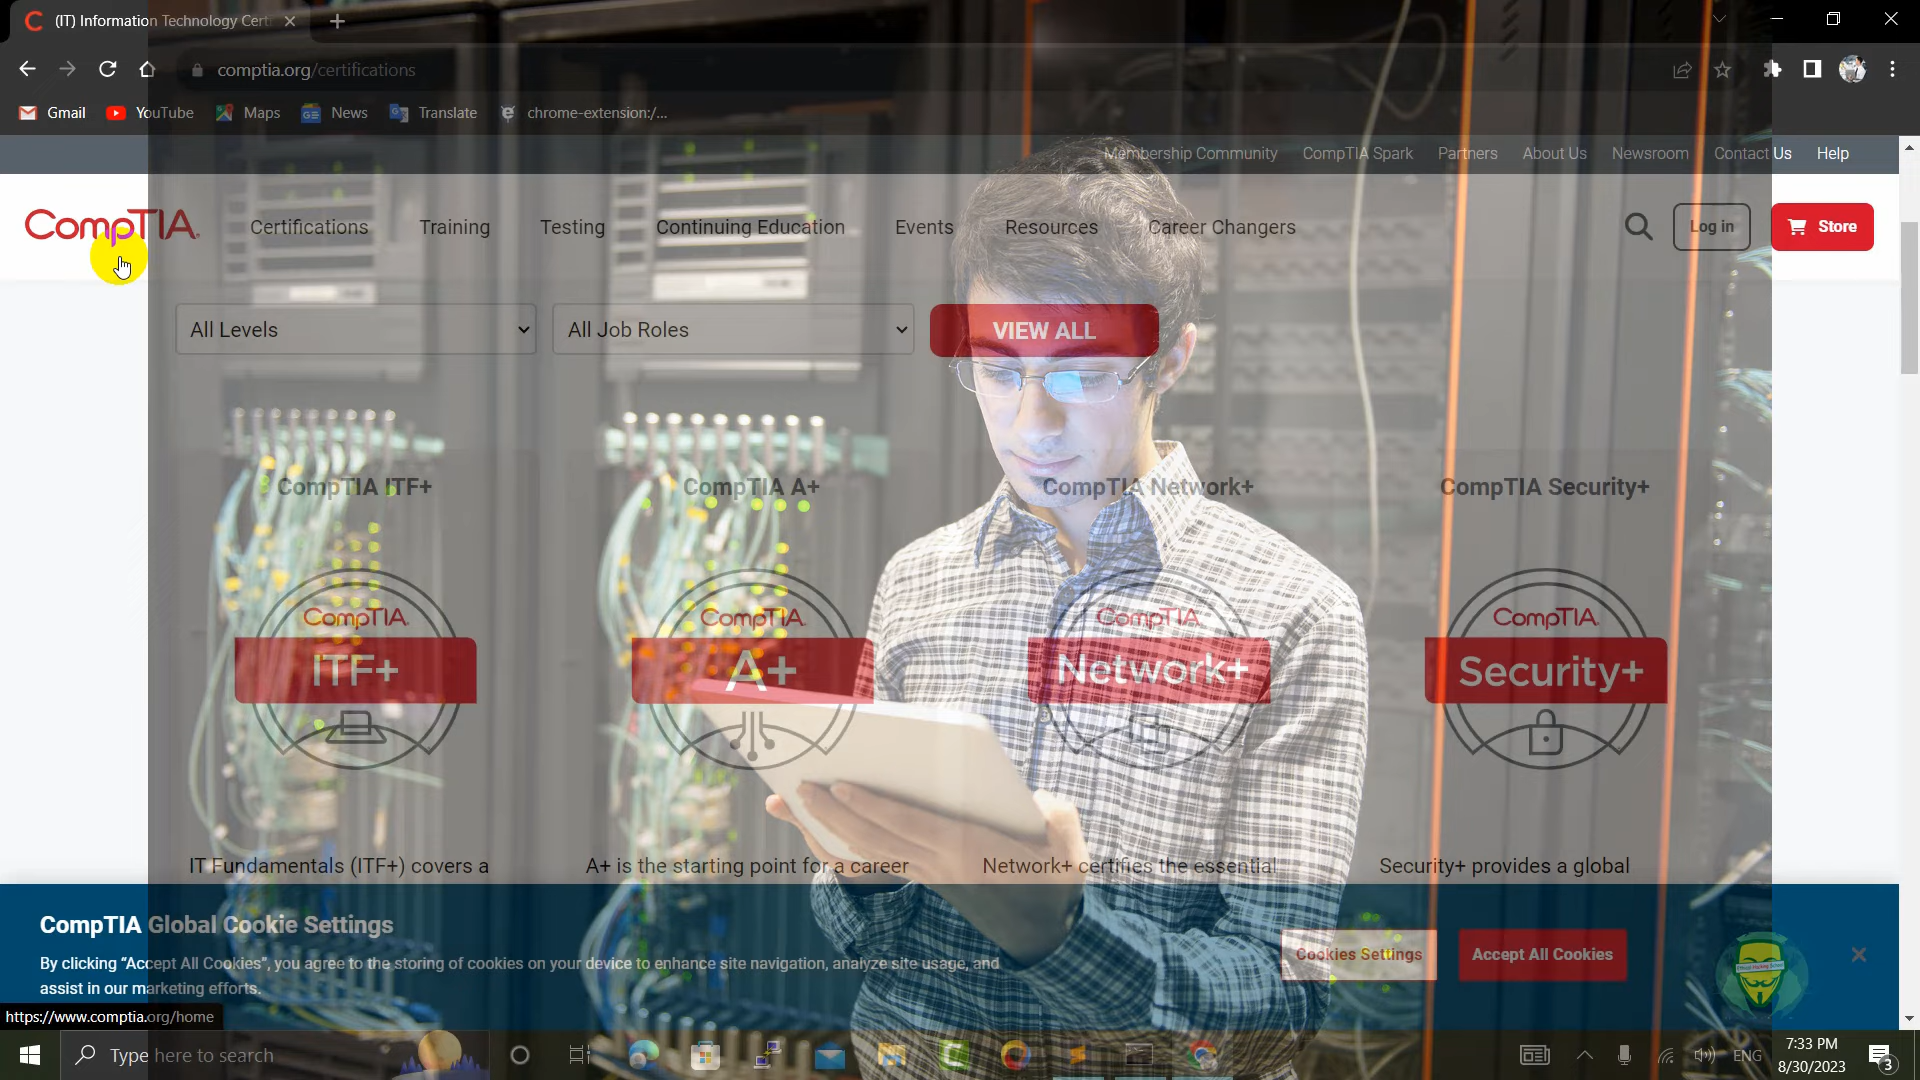 (IT) Information Technology Cert
comptia.org/certifications
Gmail YouTube Maps News Translate chrome-extension:/...
Membership Community CompTIA Spark Partners About Us Newsroom Contact Us Help
CompTIA. Certifications Training Testing Continuing Education Events Resources Career Changers Log in Store
All Levels All Job Roles VIEW ALL
CompTIA ITF+ CompTIA A+ CompTIA Network+ CompTIA Security+
CompTIA. CompTIA. CompTIA. CompTIA.
ITF+ A+ Network+ Security+
IT Fundamentals (ITF+) covers a A+ is the starting point for a career Network+ certifies the essential Security+ provides a global
CompTIA Global Cookie Settings
By clicking “Accept All Cookies”, you agree to the storing of cookies on your device to enhance site navigation, analyze site usage, and
assist in our marketing efforts.
Cookies Settings Accept All Cookies
https://www.comptia.org/home
Type here to search
ENG
7:33 PM
8/30/2023
3